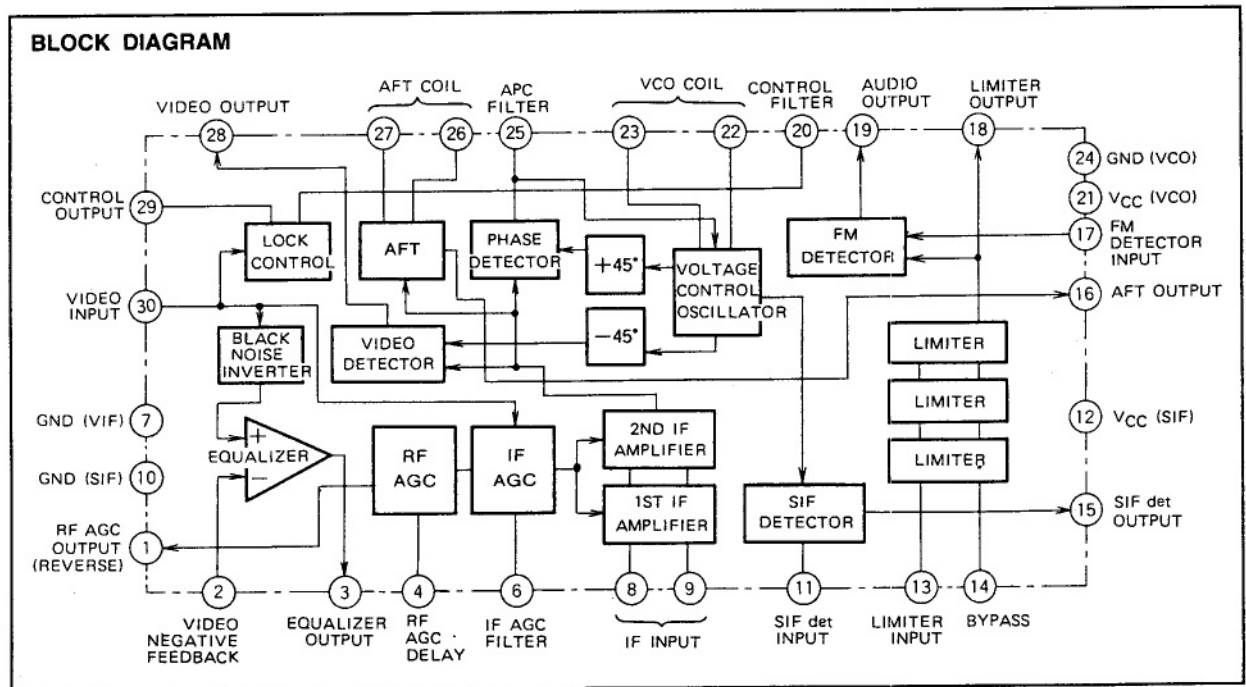 BLOCK DIAGRAM
VIDEO OUTPUT
AFT COIL
APC
FILTER
VCO COIL
CONTROL
FILTER
AUDIO
OUTPUT
LIMITER
OUTPUT
28
27
26
25
23
22
20
19
18
24
GND (VCO)
21
VCC (VCO)
17
FM
DETECTOR
INPUT
16
AFT OUTPUT
12
VCC (SIF)
15
SIF det
OUTPUT
CONTROL
OUTPUT
29
VIDEO
INPUT
30
GND (VIF)
7
GND (SIF)
10
RF AGC
OUTPUT
(REVERSE)
1
LOCK
CONTROL
AFT
PHASE
DETECTOR
+45°
VOLTAGE
CONTROL
OSCILLATOR
FM
DETECTOR
BLACK
NOISE
INVERTER
VIDEO
DETECTOR
−45°
LIMITER
LIMITER
LIMITER
+
EQUALIZER
−
RF
AGC
IF
AGC
2ND IF
AMPLIFIER
1ST IF
AMPLIFIER
SIF
DETECTOR
2
3
4
6
8
9
11
13
14
VIDEO
NEGATIVE
FEEDBACK
EQUALIZER
OUTPUT
RF
AGC
DELAY
IF AGC
FILTER
IF INPUT
SIF det
INPUT
LIMITER
INPUT
BYPASS